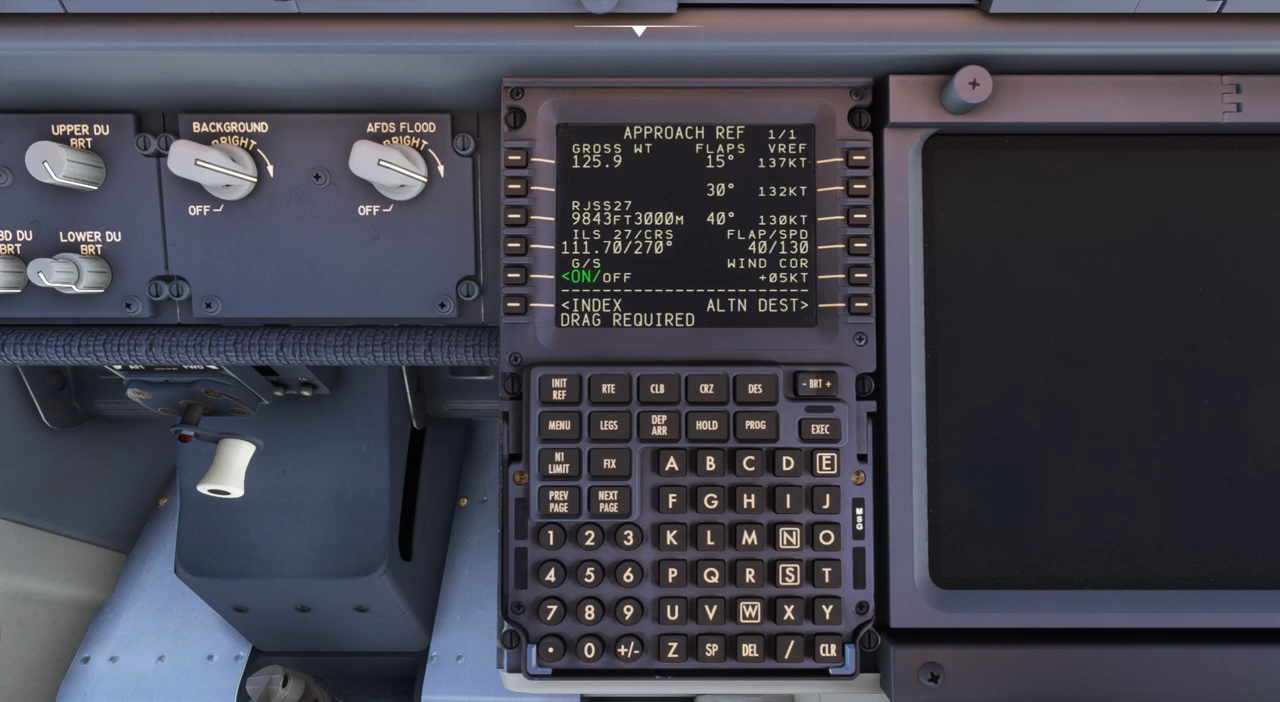 UPPER DU
BRT
BACKGROUND
BRIGHT
OFF
AFDS FLOOD
BRIGHT
OFF
BD DU
BRT
LOWER DU
BRT
APPROACH REF 1/1
GROSS WT FLAPS VREF
125.9 15° 137KT
30° 132KT
RJSS27
9843FT3000M 40° 130KT
ILS 27/CRS FLAP/SPD
111.70/270° 40/130
G/S WIND COR
<ON/OFF +05KT
--------------------------------
<INDEX ALTN DEST>
DRAG REQUIRED
INIT REF RTE CLB CRZ DES - BRT +
MENU LEGS DEP ARR HOLD PROG EXEC
N1 LIMIT FIX A B C D E
PREV PAGE NEXT PAGE F G H I J
MSG
1 2 3 K L M N O
4 5 6 P Q R S T
7 8 9 U V W X Y
. 0 +/- Z SP DEL / CLR